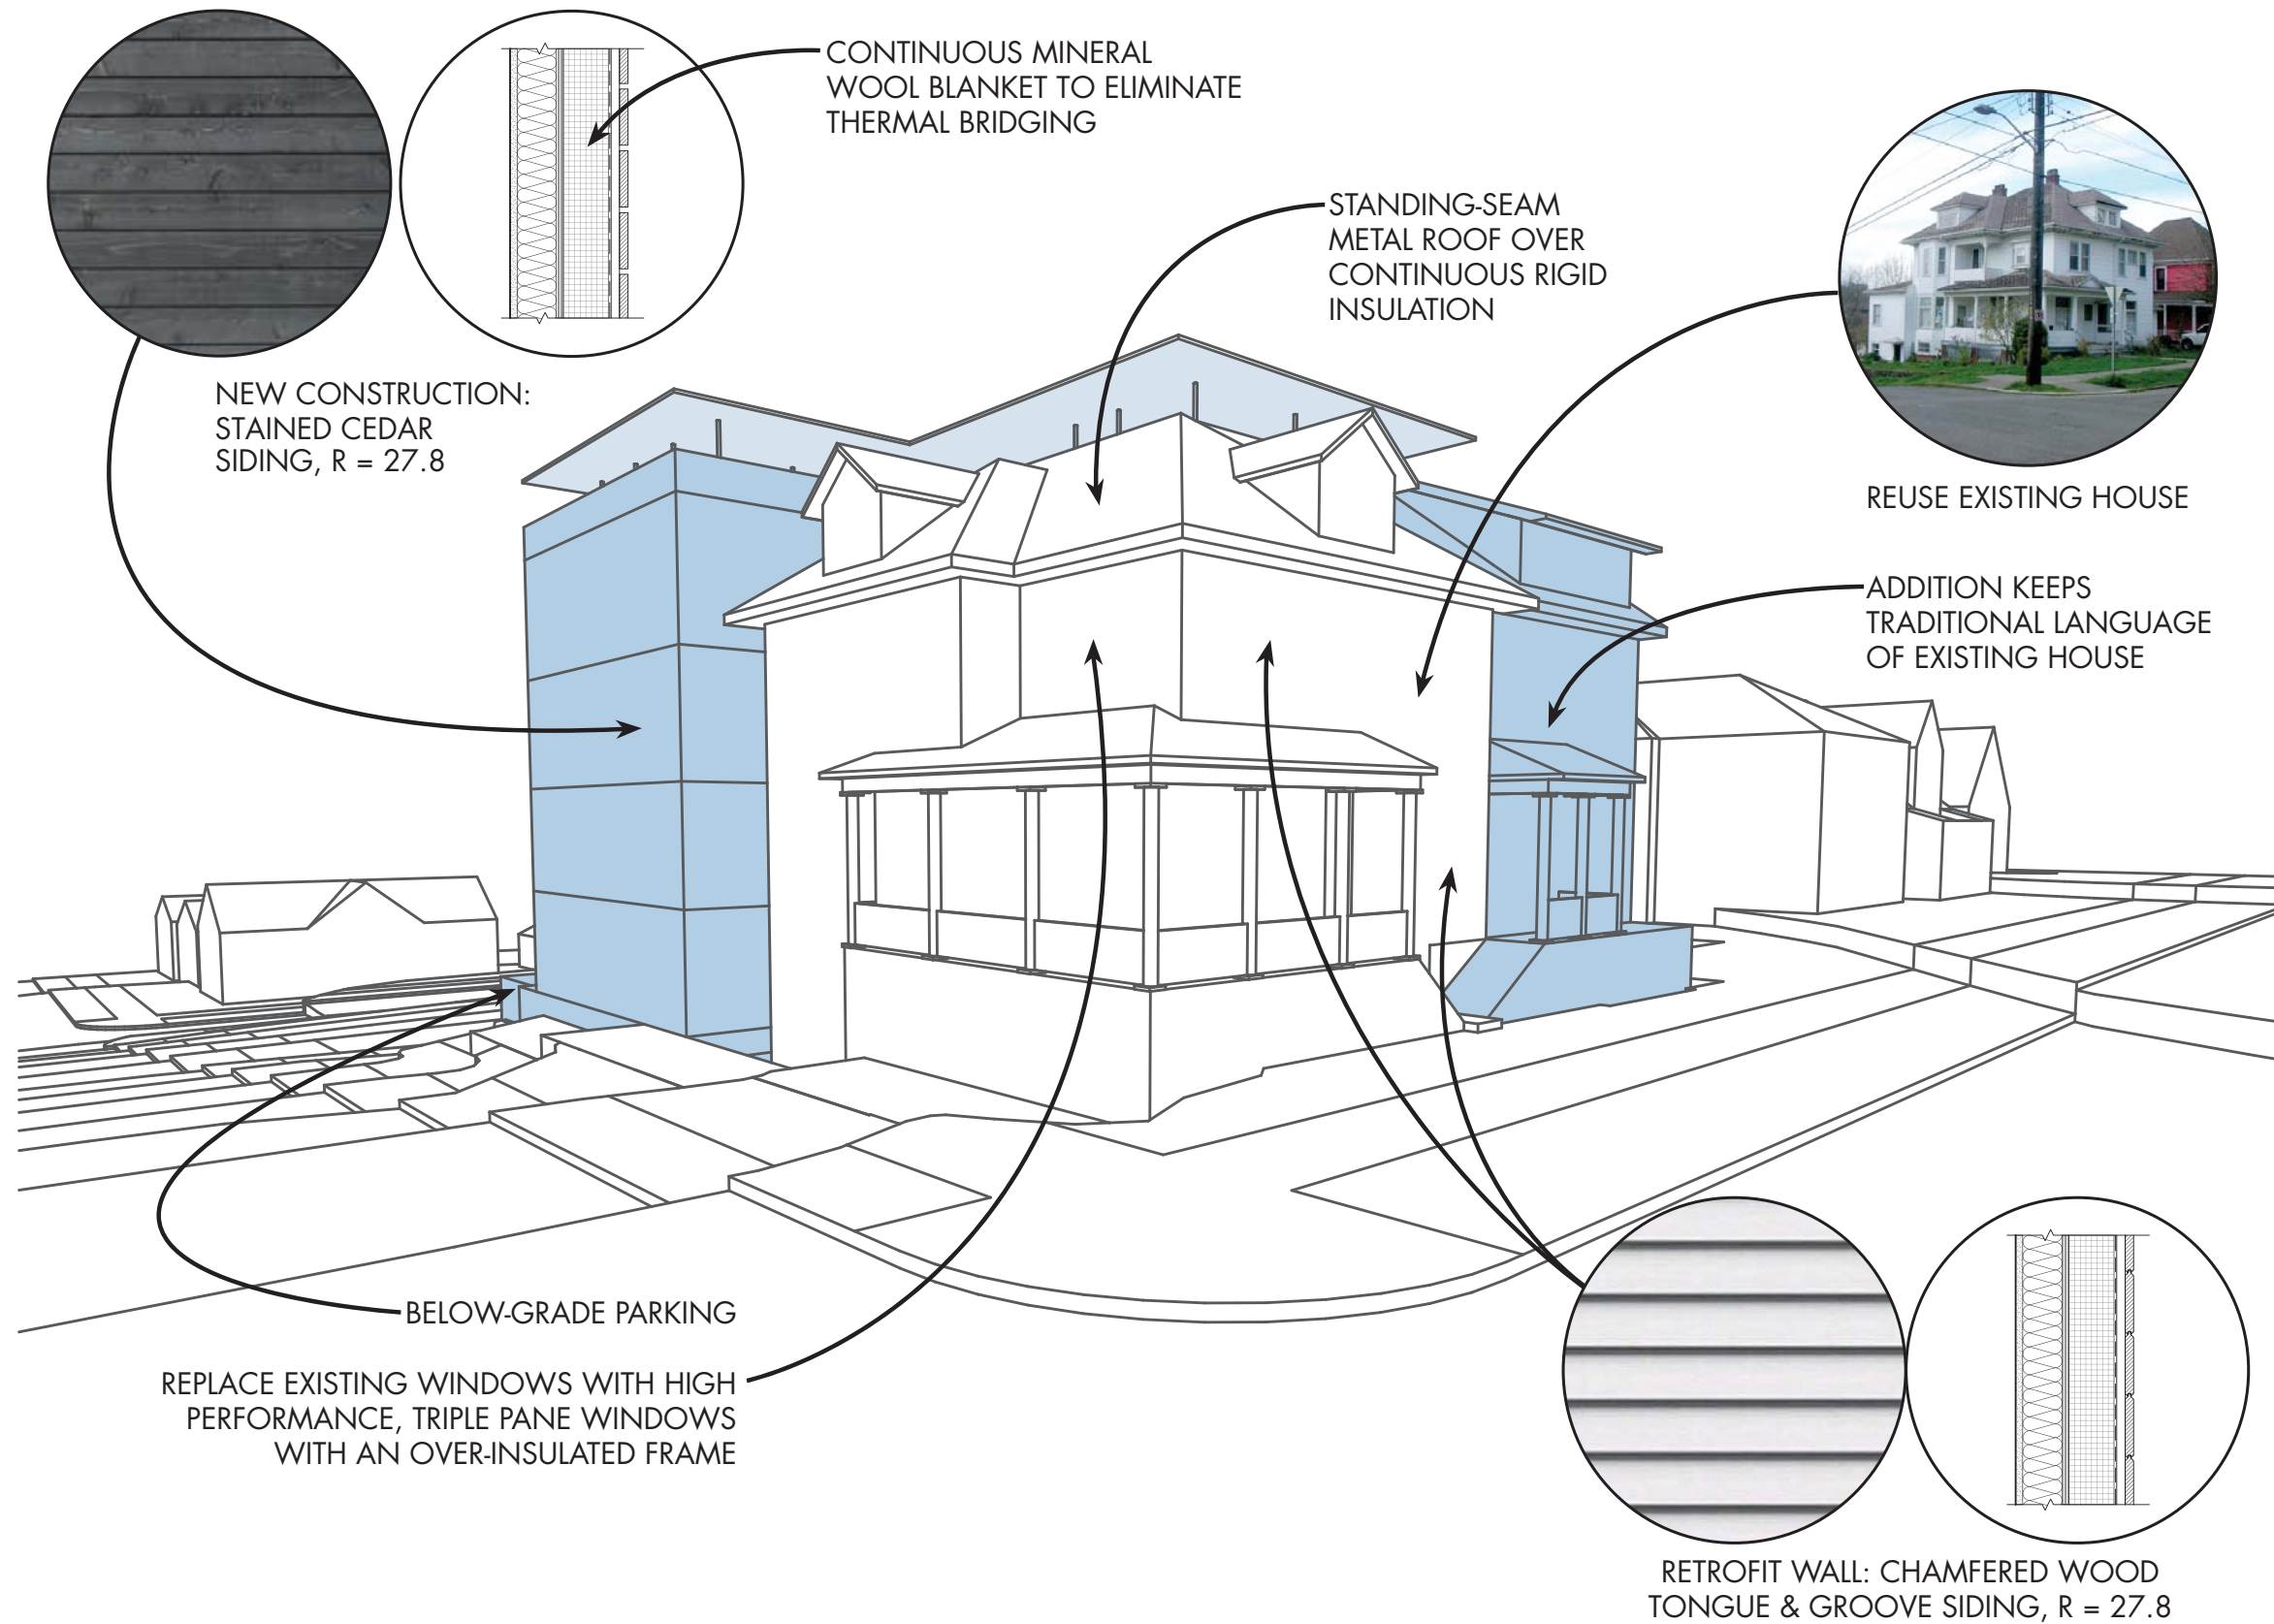 CONTINUOUS MINERAL
WOOL BLANKET TO ELIMINATE
THERMAL BRIDGING
STANDING-SEAM
METAL ROOF OVER
CONTINUOUS RIGID
INSULATION
NEW CONSTRUCTION:
STAINED CEDAR
SIDING, R = 27.8
REUSE EXISTING HOUSE
ADDITION KEEPS
TRADITIONAL LANGUAGE
OF EXISTING HOUSE
BELOW-GRADE PARKING
REPLACE EXISTING WINDOWS WITH HIGH
PERFORMANCE, TRIPLE PANE WINDOWS
WITH AN OVER-INSULATED FRAME
RETROFIT WALL: CHAMFERED WOOD
TONGUE & GROOVE SIDING, R = 27.8